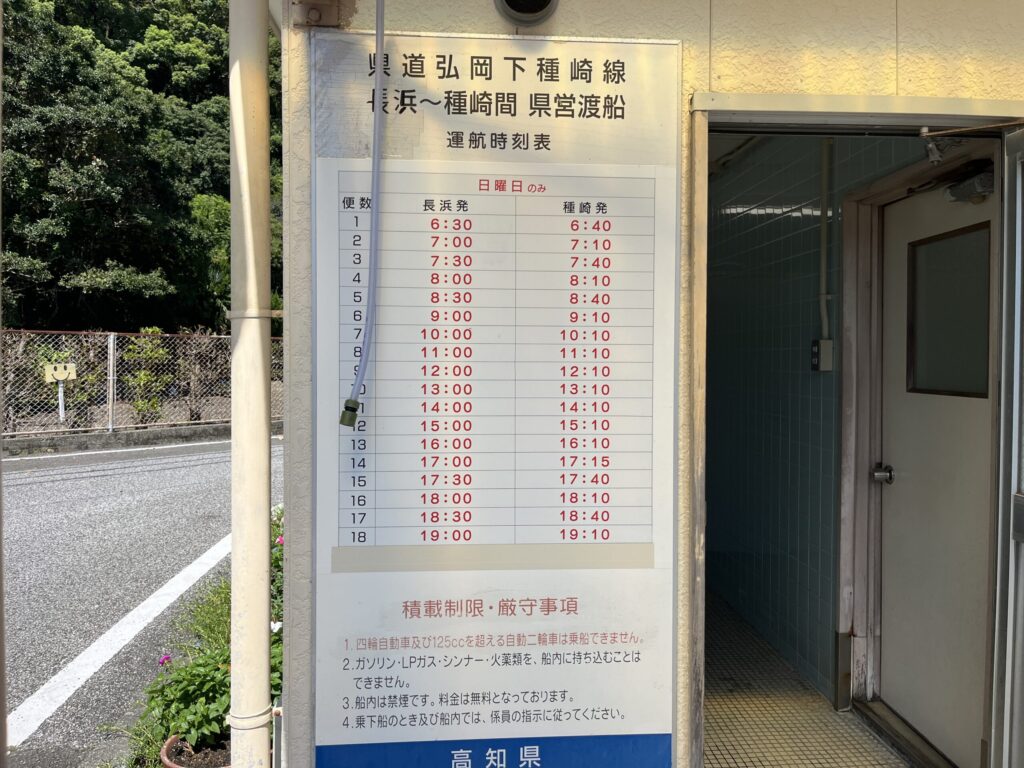 県道弘岡下種崎線
長浜～種崎間 県営渡船
運航時刻表
日曜日のみ
便数 長浜発 種崎発
1 6:30 6:40
2 7:00 7:10
3 7:30 7:40
4 8:00 8:10
5 8:30 8:40
6 9:00 9:10
7 10:00 10:10
8 11:00 11:10
9 12:00 12:10
10 13:00 13:10
11 14:00 14:10
12 15:00 15:10
13 16:00 16:10
14 17:00 17:15
15 17:30 17:40
16 18:00 18:10
17 18:30 18:40
18 19:00 19:10
積載制限・厳守事項
1.四輪自動車及び125ccを超える自動二輪車は乗船できません。
2.ガソリン・LPガス・シンナー・火薬類を、船内に持ち込むことは
できません。
3.船内は禁煙です。料金は無料となっております。
4.乗下船のとき及び船内では、係員の指示に従ってください。
高知県